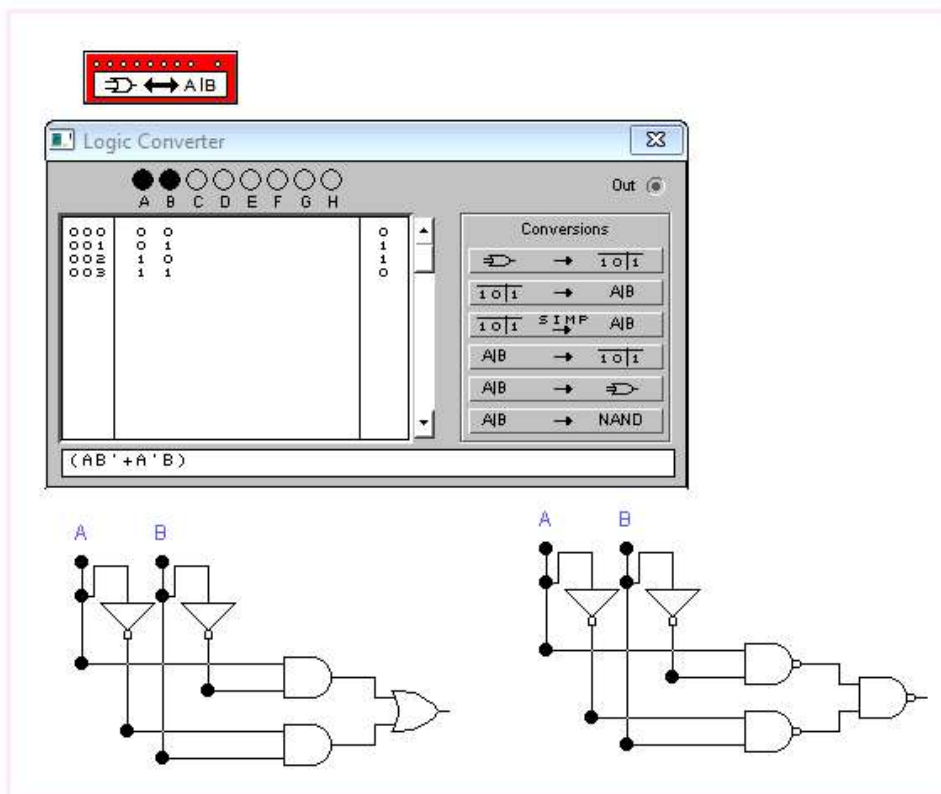 A|B
Logic Converter
Out
A B C D E F G H
000 0 0 0
001 0 1 1
002 1 0 1
003 1 1 0
Conversions
→ 1 0|1
1 0|1 → A|B
1 0|1 SIMP → A|B
A|B → 1 0|1
A|B →
A|B → NAND
(AB'+A'B)
A B
A B